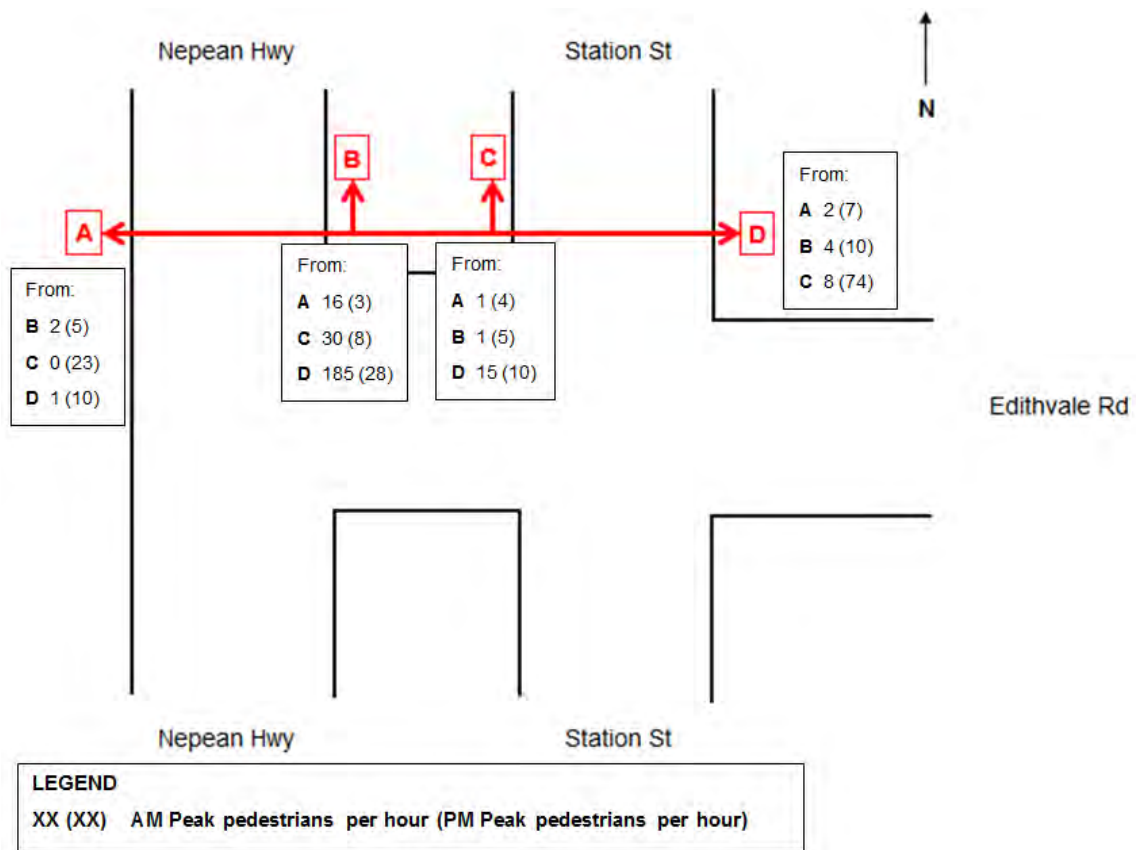 Nepean Hwy
Station St
N
A
B
C
D
From:
A 2 (7)
B 4 (10)
C 8 (74)
From:
B 2 (5)
C 0 (23)
D 1 (10)
From:
A 16 (3)
C 30 (8)
D 185 (28)
From:
A 1 (4)
B 1 (5)
D 15 (10)
Edithvale Rd
Nepean Hwy
Station St
LEGEND
XX (XX) AM Peak pedestrians per hour (PM Peak pedestrians per hour)